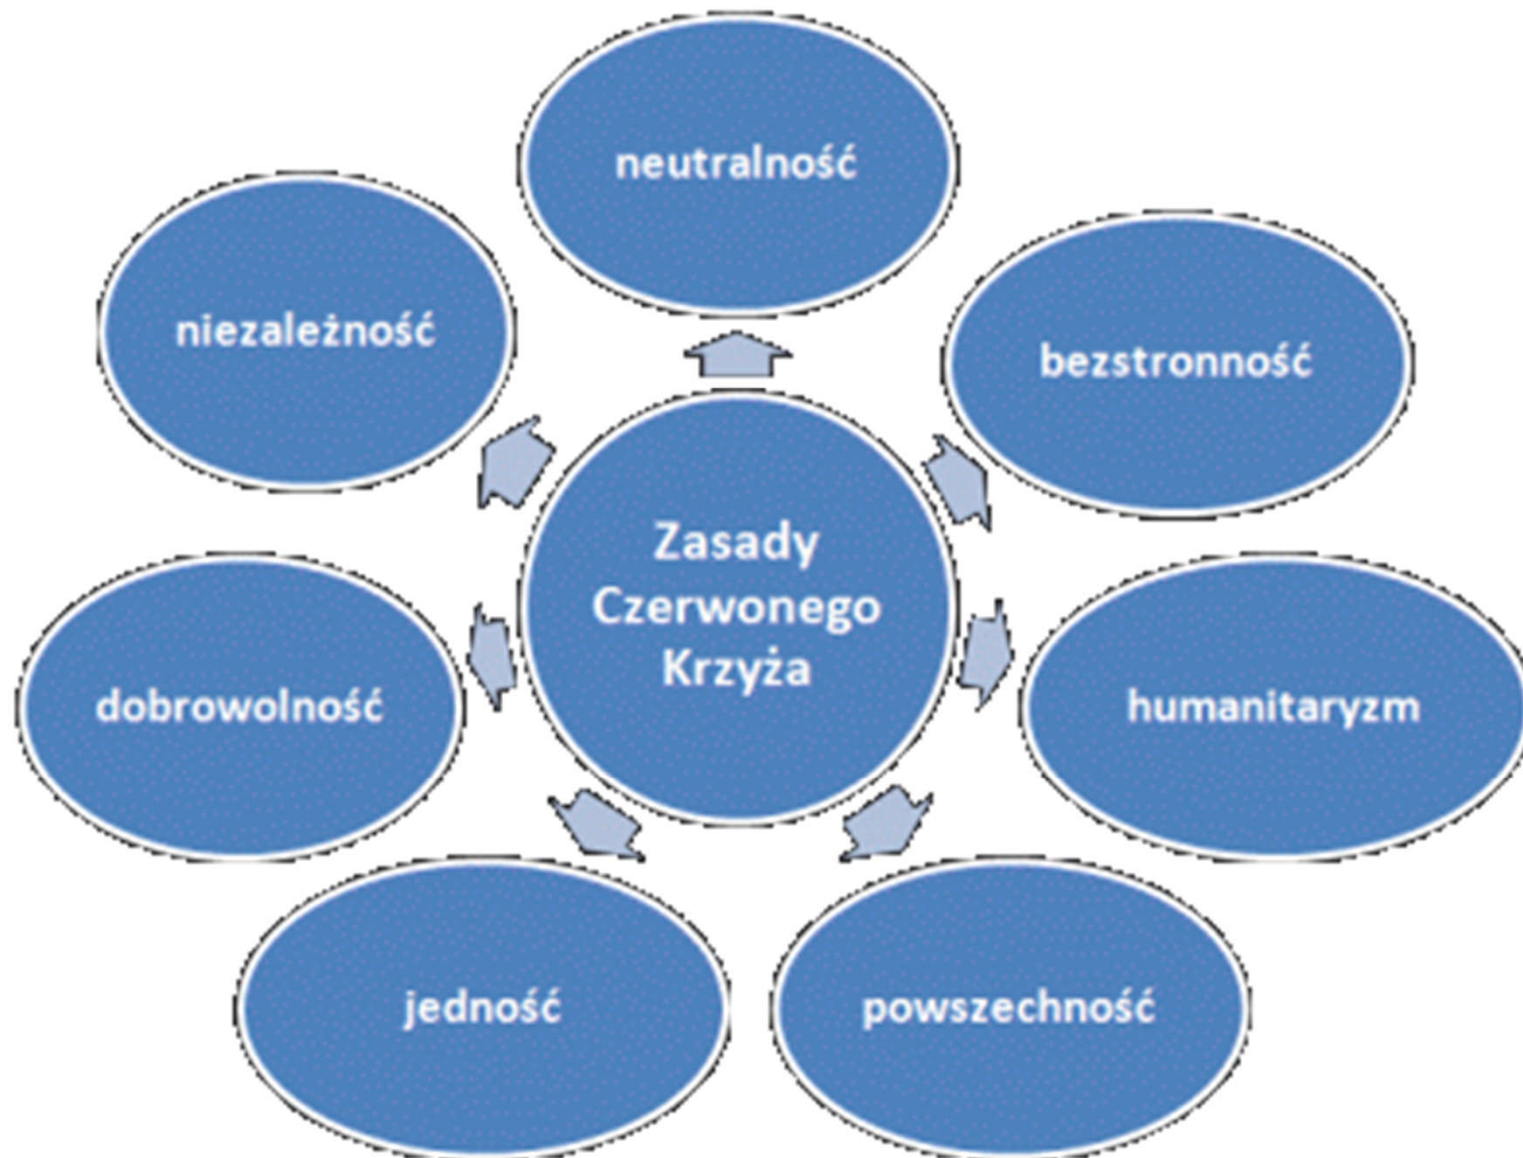 neutralność
niezależność
bezstronność
Zasady
Czerwonego
Krzyża
dobrowolność
humanitaryzm
jedność
powszechność